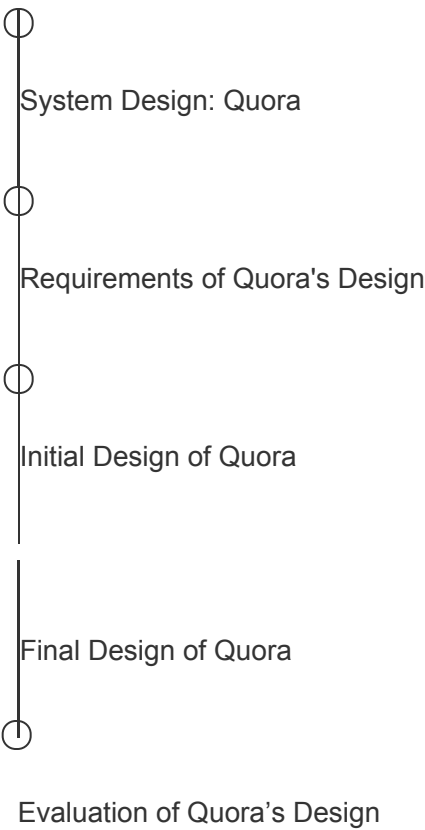 System Design: Quora
Requirements of Quora's Design
Initial Design of Quora
Final Design of Quora
Evaluation of Quora’s Design